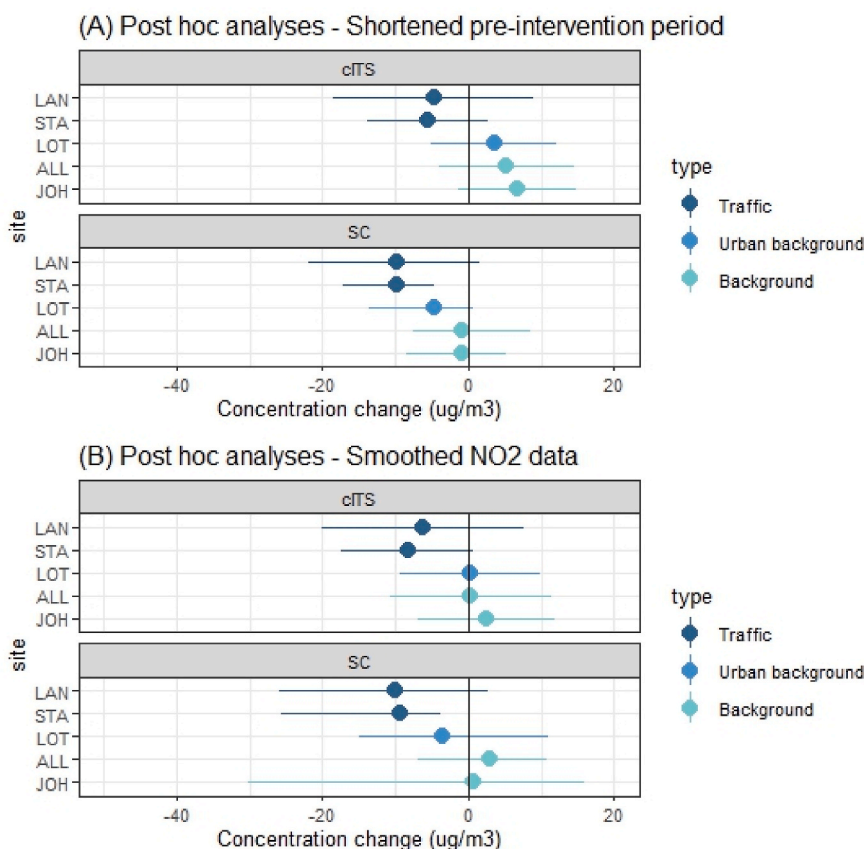 (A) Post hoc analyses - Shortened pre-intervention period
cITS
LAN
STA
LOT
ALL
JOH
SC
LAN
STA
LOT
ALL
JOH
site
-40 -20 0 20
Concentration change (ug/m3)
type
Traffic
Urban background
Background
(B) Post hoc analyses - Smoothed NO2 data
cITS
LAN
STA
LOT
ALL
JOH
SC
LAN
STA
LOT
ALL
JOH
site
-40 -20 0 20
Concentration change (ug/m3)
type
Traffic
Urban background
Background